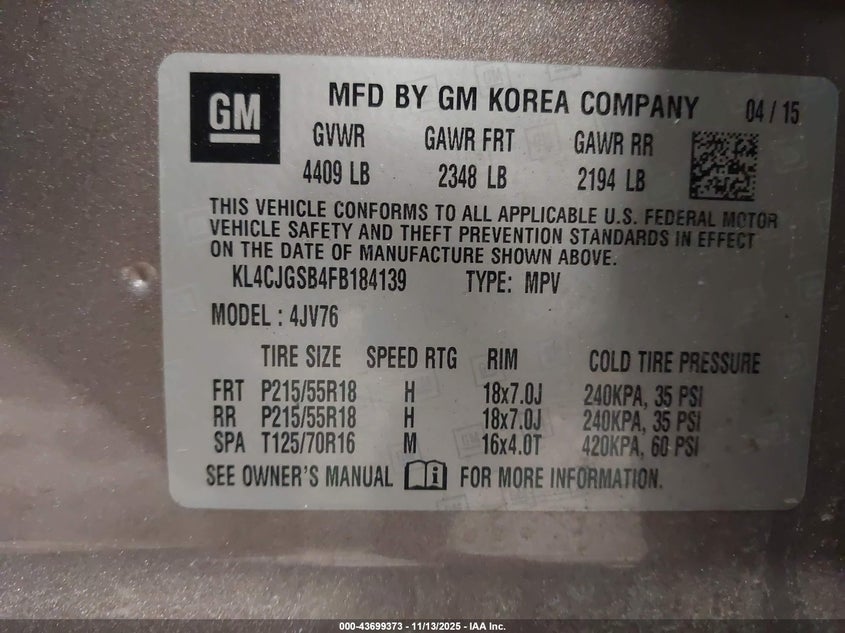 GM
MFD BY GM KOREA COMPANY 04 / 15
GVWR GAWR FRT GAWR RR
4409 LB 2348 LB 2194 LB
THIS VEHICLE CONFORMS TO ALL APPLICABLE U.S. FEDERAL MOTOR
VEHICLE SAFETY AND THEFT PREVENTION STANDARDS IN EFFECT
ON THE DATE OF MANUFACTURE SHOWN ABOVE.
KL4CJGSB4FB184139 TYPE: MPV
MODEL : 4JV76
TIRE SIZE SPEED RTG RIM COLD TIRE PRESSURE
FRT P215/55R18 H 18x7.0J 240KPA, 35 PSI
RR P215/55R18 H 18x7.0J 240KPA, 35 PSI
SPA T125/70R16 M 16x4.0T 420KPA, 60 PSI
SEE OWNER'S MANUAL i FOR MORE INFORMATION.
000-43699373 - 11/13/2025 - IAA Inc.